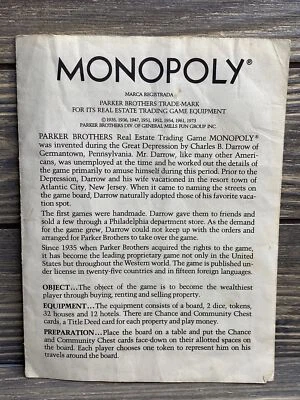 MONOPOLY®
MARCA REGISTRADA
PARKER BROTHERS TRADE-MARK
FOR ITS REAL ESTATE TRADING GAME EQUIPMENT
© 1935, 1936, 1947, 1951, 1952, 1954, 1961, 1973
PARKER BROTHERS DIV. OF GENERAL MILLS FUN GROUP INC.
PARKER BROTHERS Real Estate Trading Game MONOPOLY®
was invented during the Great Depression by Charles B. Darrow of
Germantown, Pennsylvania. Mr. Darrow, like many other Ameri-
cans, was unemployed at the time and he worked out the details of
the game primarily to amuse himself during this period. Prior to the
Depression, Darrow and his wife vacationed in the resort town of
Atlantic City, New Jersey. When it came to naming the streets on
the game board, Darrow naturally adopted those of his favorite vaca-
tion spot.
The first games were handmade. Darrow gave them to friends and
sold a few through a Philadelphia department store. As the demand
for the game grew, Darrow could not keep up with the orders and
arranged for Parker Brothers to take over the game.
Since 1935 when Parker Brothers acquired the rights to the game,
it has become the leading proprietary game not only in the United
States but throughout the Western World. The game is published un-
der license in twenty countries and in fifteen foreign languages.
OBJECT...The object of the game is to become the wealthiest
player through buying, renting and selling property.
EQUIPMENT...The equipment consists of a board, 2 dice, tokens,
32 houses and 12 hotels. There are Chance and Community Chest
cards, a Title Deed card for each property and play money.
PREPARATION...Place the board on a table and put the Chance
and Community Chest cards face-down on their allotted spaces on
the board. Each player chooses one token to represent him on his
travels around the board.